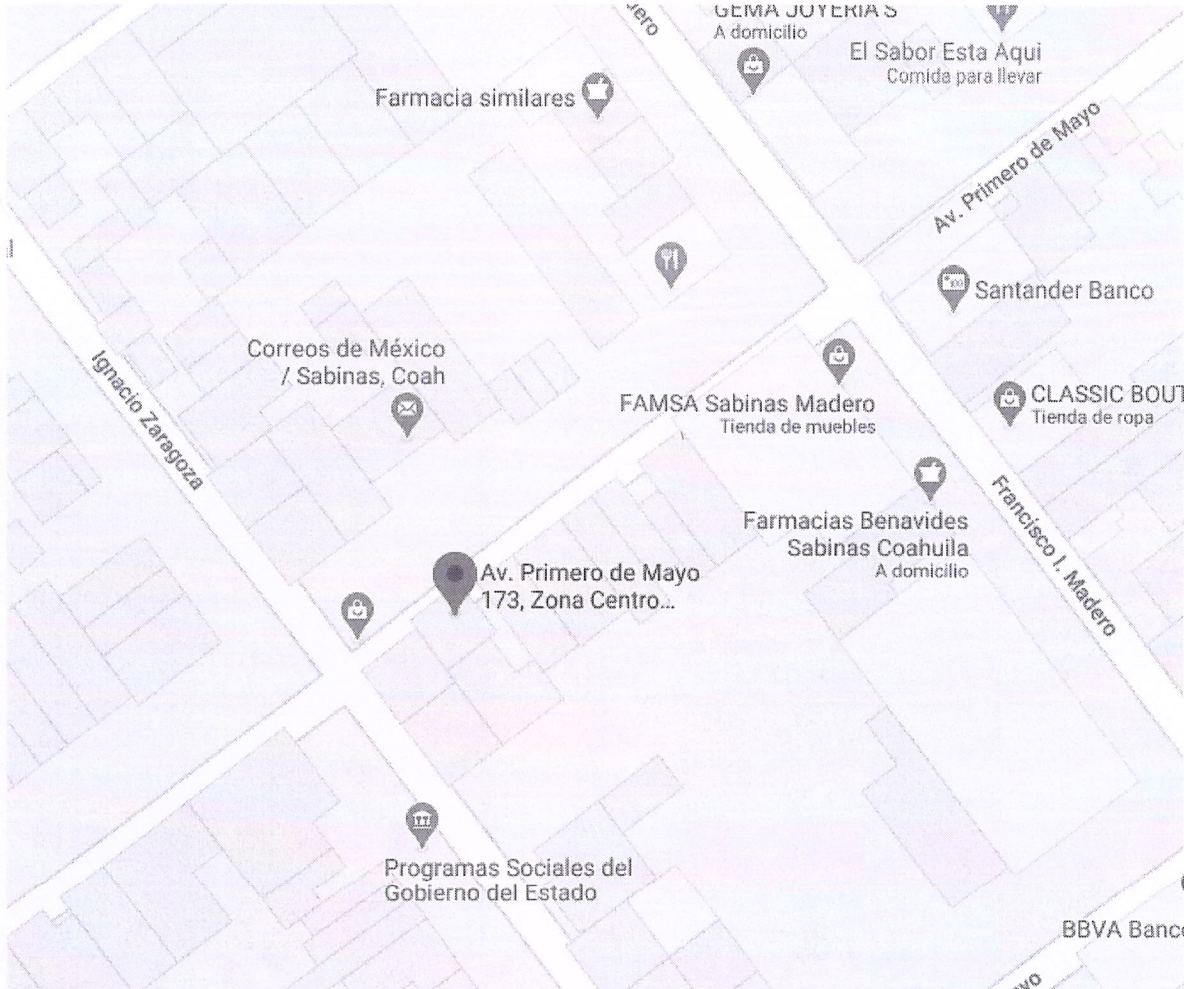 GEMA JOYERIA S
A domicilio
El Sabor Esta Aqui
Comida para llevar
Farmacia similares
Av. Primero de Mayo
Santander Banco
Correos de México
/ Sabinas, Coah
Ignacio Zaragoza
FAMSA Sabinas Madero
Tienda de muebles
CLASSIC BOUT
Tienda de ropa
Farmacias Benavides
Sabinas Coahuila
A domicilio
Francisco I. Madero
Av. Primero de Mayo
173, Zona Centro...
Programas Sociales del
Gobierno del Estado
BBVA Banco